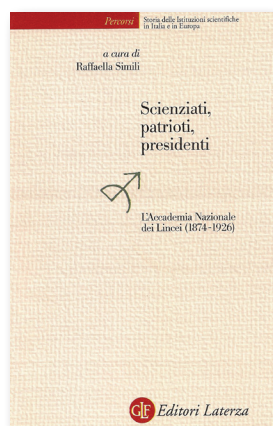 Percorsi
Storia delle Istituzioni scientifiche
in Italia e in Europa
a cura di
Raffaella Simili
Scienziati,
patrioti,
presidenti
L'Accademia Nazionale
dei Lincei (1874-1926)
GLF Editori Laterza